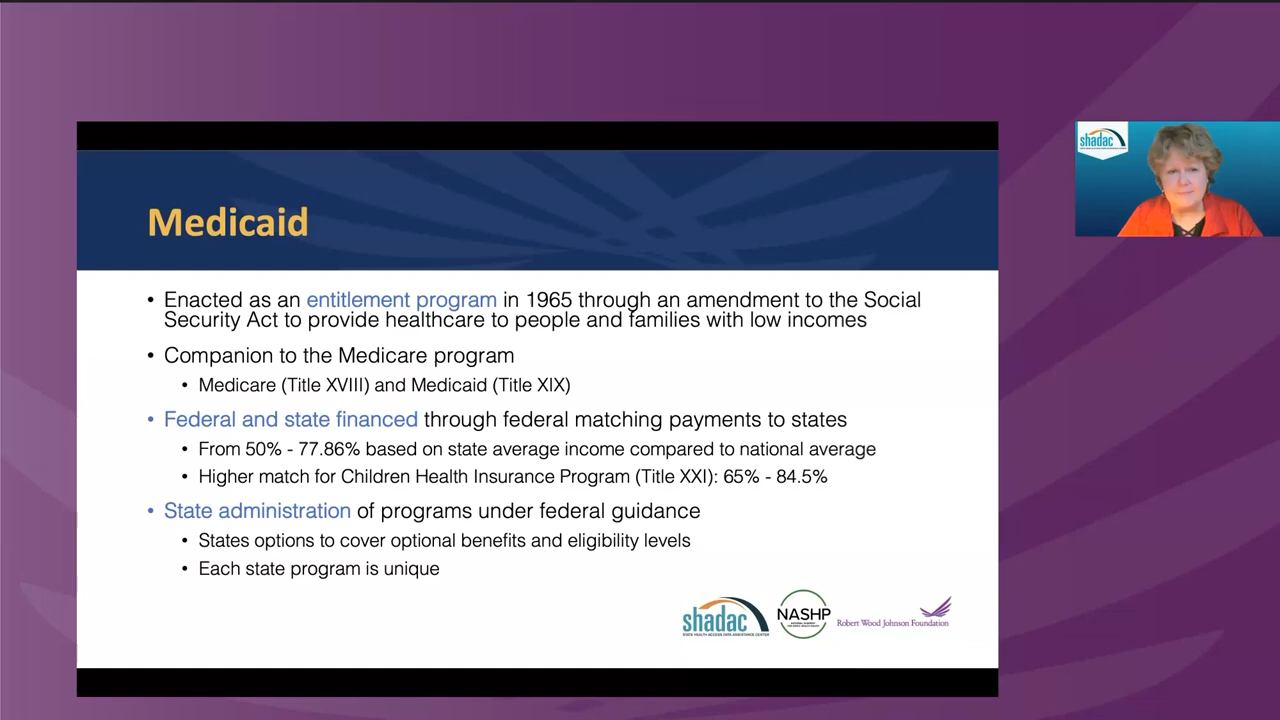 Medicaid
• Enacted as an entitlement program in 1965 through an amendment to the Social
Security Act to provide healthcare to people and families with low incomes
• Companion to the Medicare program
• Medicare (Title XVIII) and Medicaid (Title XIX)
• Federal and state financed through federal matching payments to states
• From 50% - 77.86% based on state average income compared to national average
• Higher match for Children Health Insurance Program (Title XXI): 65% - 84.5%
• State administration of programs under federal guidance
• States options to cover optional benefits and eligibility levels
• Each state program is unique
shadac
STATE HEALTH ACCESS DATA ASSISTANCE CENTER
NASHP
Robert Wood Johnson Foundation
shadac